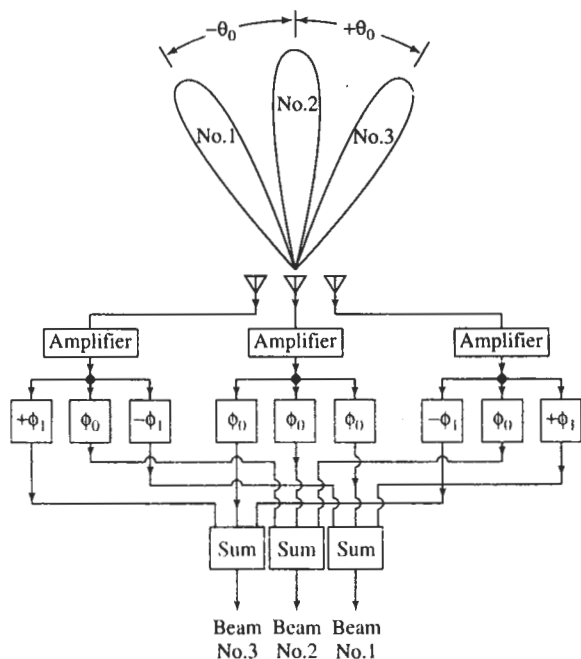 −θ₀ +θ₀
No.1 No.2 No.3
Amplifier Amplifier Amplifier
+ϕ₁ ϕ₀ −ϕ₁ ϕ₀ ϕ₀ ϕ₀ −ϕ₁ ϕ₀ +ϕ₁
Sum Sum Sum
Beam Beam Beam
No.3 No.2 No.1